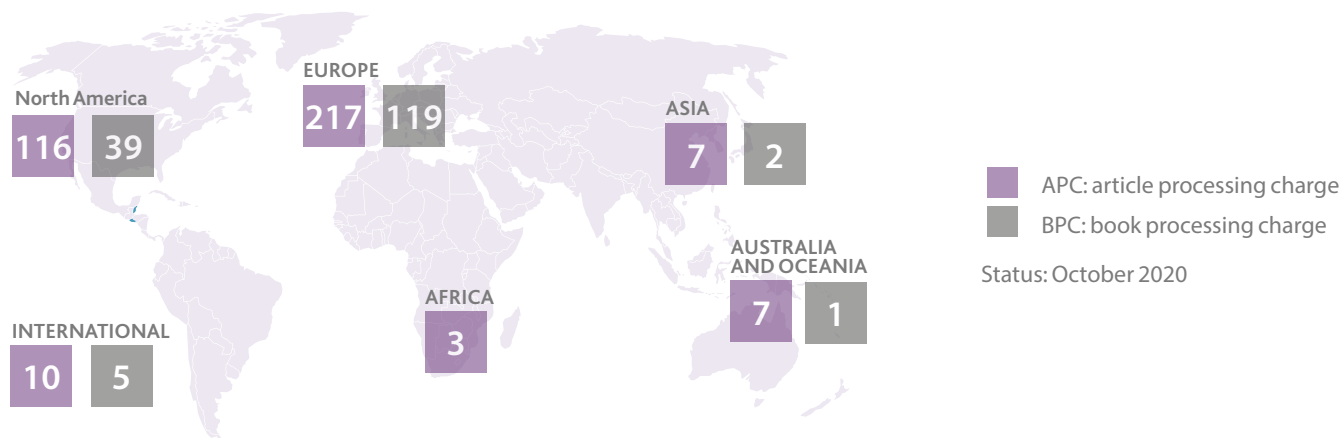 EUROPE
217 119
North America
116 39
ASIA
7 2
APC: article processing charge
BPC: book processing charge
Status: October 2020
AUSTRALIA
AND OCEANIA
7 1
AFRICA
3
INTERNATIONAL
10 5